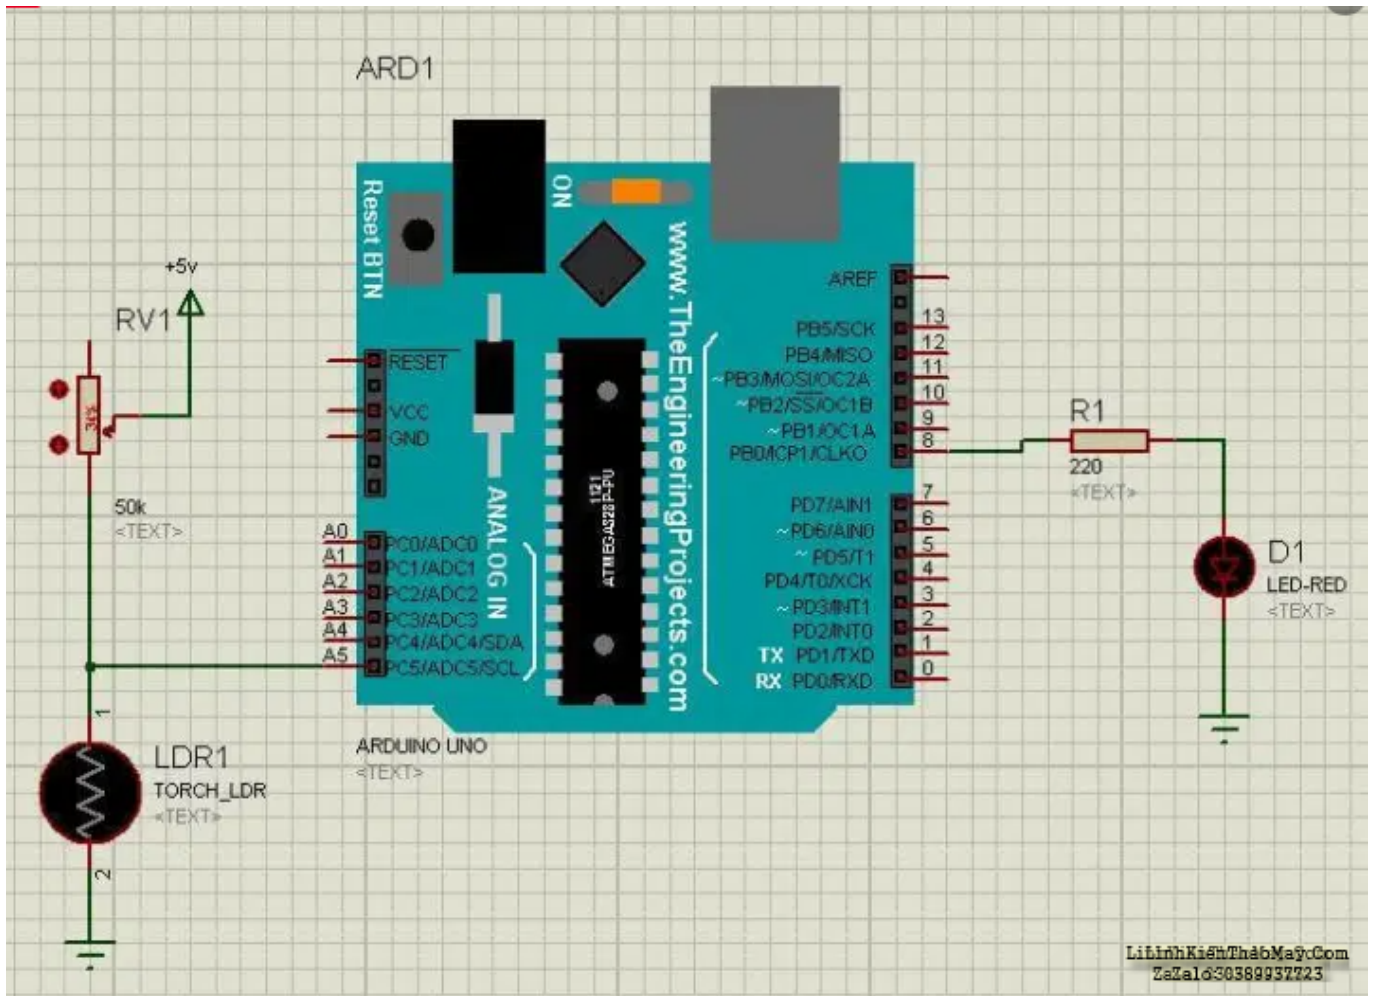 ARD1
Reset BTN
ON
www.TheEngineeringProjects.com
+5v
RV1
50k
<TEXT>
RESET
VCC
GND
ANALOG IN
1121
ATMEGA328P-PU
A0
A1
A2
A3
A4
A5
PC0/ADC0
PC1/ADC1
PC2/ADC2
PC3/ADC3
PC4/ADC4/SDA
PC5/ADC5/SCL
AREF
PB5/SCK 13
PB4/MISO 12
~PB3/MOSI/OC2A 11
~PB2/SS/OC1B 10
~PB1/OC1A 9
PB0/ICP1/CLKO 8
PD7/AIN1 7
~PD6/AIN0 6
~PD5/T1 5
PD4/T0/XCK 4
~PD3/INT1 3
PD2/INT0 2
TX PD1/TXD 1
RX PD0/RXD 0
R1
220
<TEXT>
D1
LED-RED
<TEXT>
ARDUINO UNO
<TEXT>
1
LDR1
TORCH_LDR
<TEXT>
2